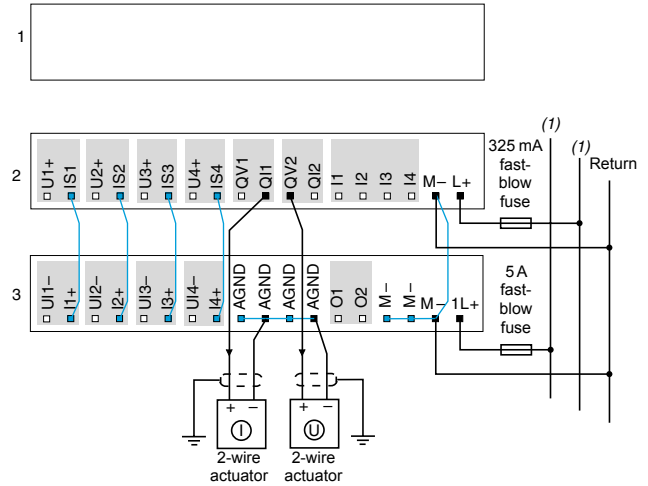 1
(1)
(1)
325 mA
fast-
blow
fuse
Return
2
U1+ IS1 U2+ IS2 U3+ IS3 U4+ IS4 QV1 QI1 QV2 QI2 I1 I2 I3 I4 M– L+
3
UI1– I1+ UI2– I2+ UI3– I3+ UI4– I4+ AGND AGND AGND AGND O1 O2 M– M– M– 1L+
5 A
fast-
blow
fuse
+ – + –
I U
2-wire
actuator
2-wire
actuator